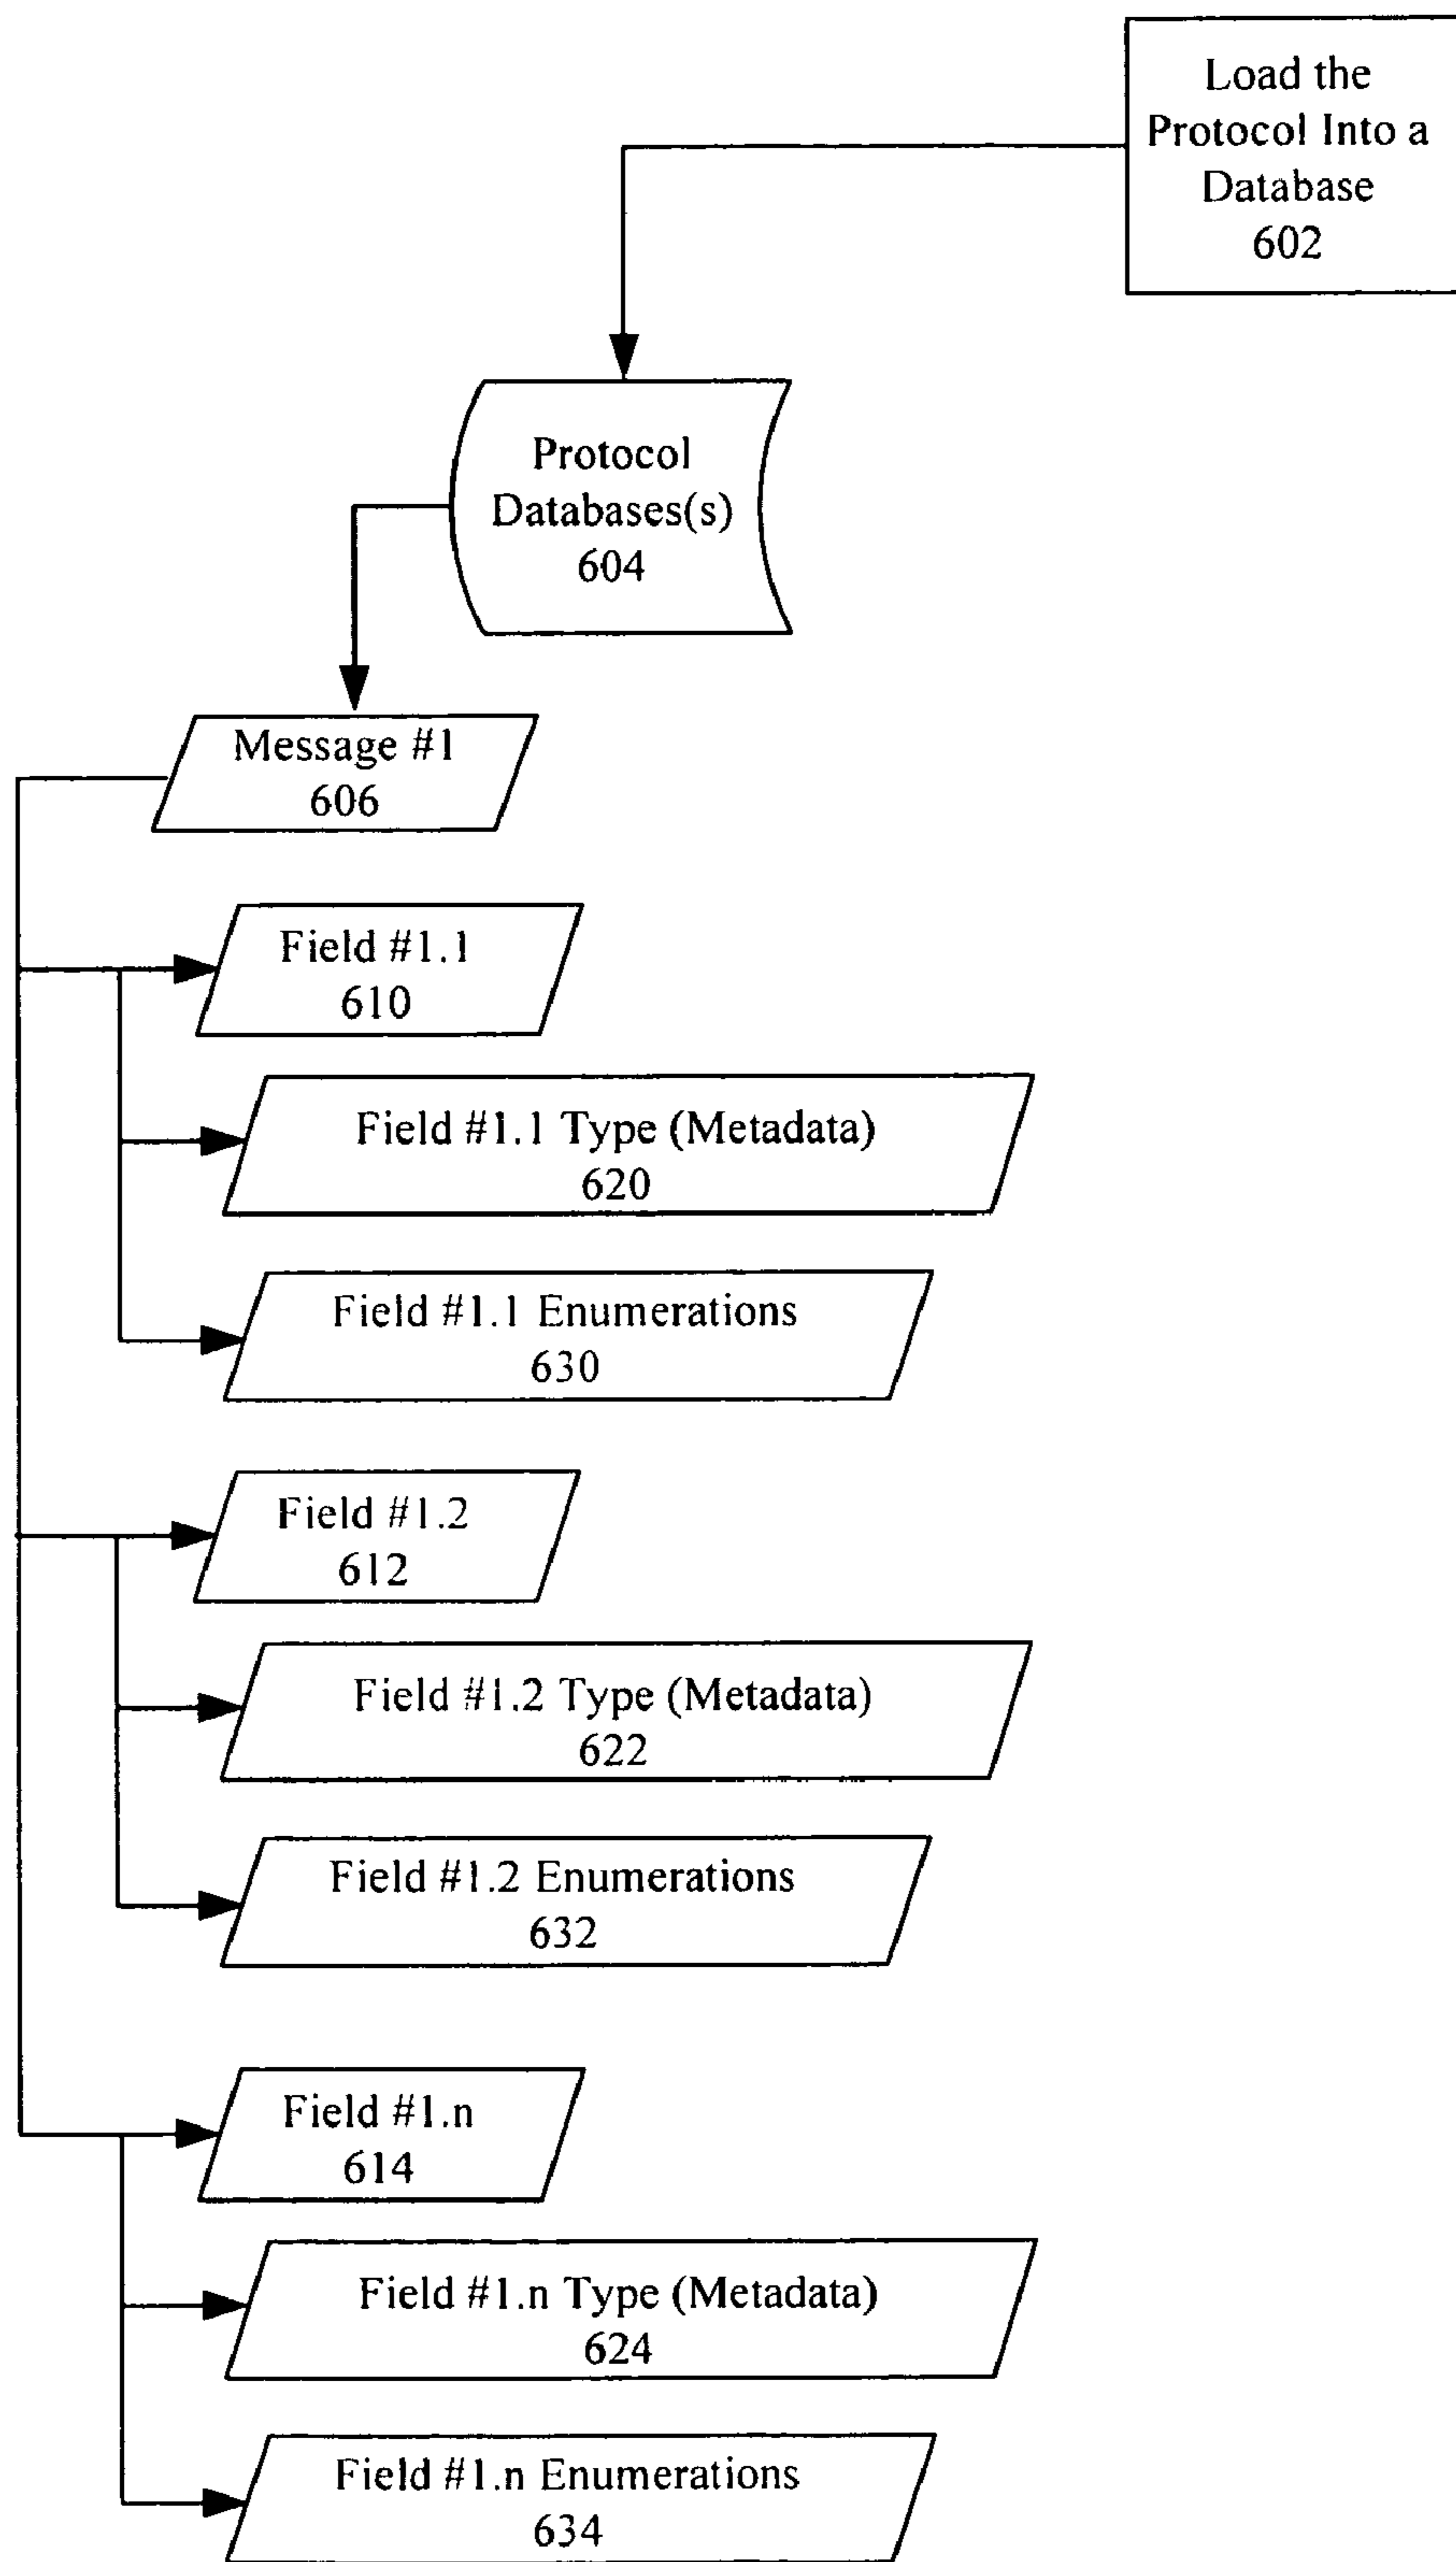 Load the
Protocol Into a
Database
602
Protocol
Databases(s)
604
Message #1
606
Field #1.1
610
Field #1.1 Type (Metadata)
620
Field #1.1 Enumerations
630
Field #1.2
612
Field #1.2 Type (Metadata)
622
Field #1.2 Enumerations
632
Field #1.n
614
Field #1.n Type (Metadata)
624
Field #1.n Enumerations
634